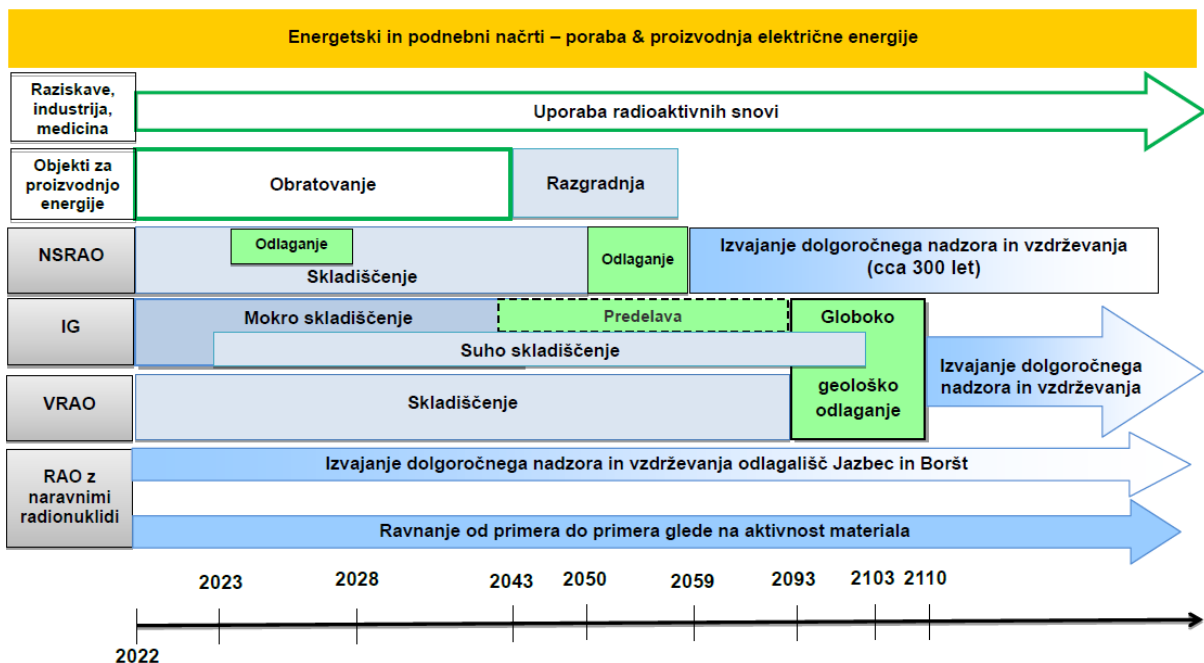 Energetski in podnebni načrti – poraba & proizvodnja električne energije
Raziskave,
industrija,
medicina
Uporaba radioaktivnih snovi
Objekti za
proizvodnjo
energije
Obratovanje
Razgradnja
NSRAO
Odlaganje
Skladiščenje
Odlaganje
Izvajanje dolgoročnega nadzora in vzdrževanja
(cca 300 let)
IG
Mokro skladiščenje
Predelava
Globoko
Suho skladiščenje
Izvajanje dolgoročnega
nadzora in vzdrževanja
VRAO
Skladiščenje
geološko
odlaganje
RAO z
naravnimi
radionuklidi
Izvajanje dolgoročnega nadzora in vzdrževanja odlagališč Jazbec in Boršt
Ravnanje od primera do primera glede na aktivnost materiala
2023
2028
2043
2050
2059
2093
2103
2110
2022